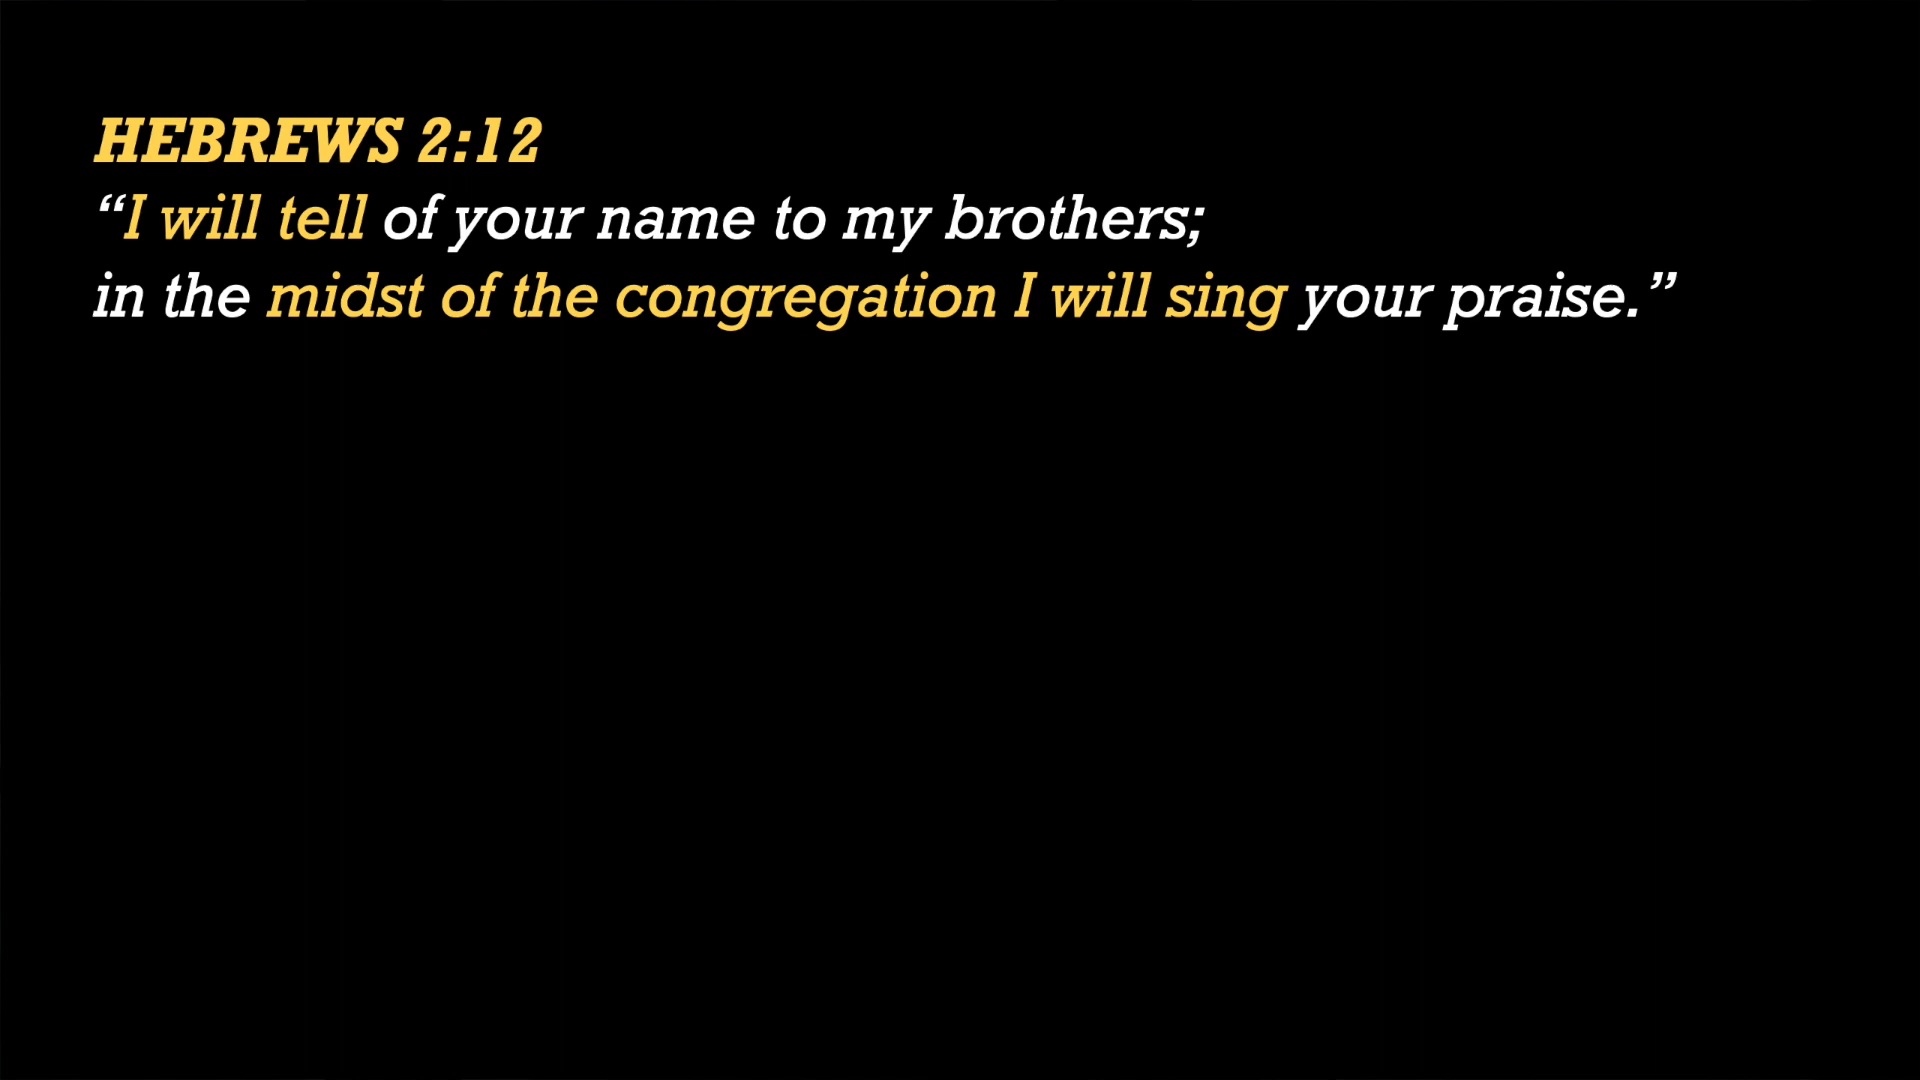 HEBREWS 2:12
“I will tell of your name to my brothers;
in the midst of the congregation I will sing your praise.”